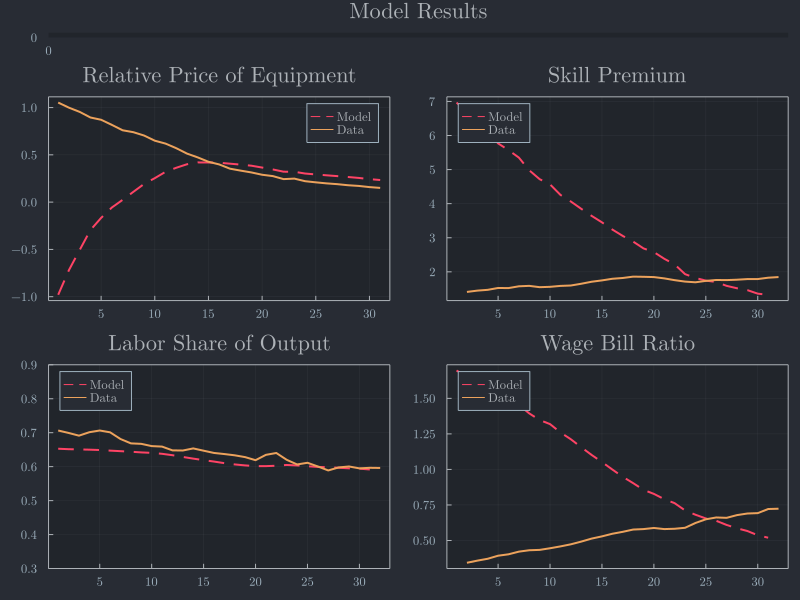 Model Results
0
0
Relative Price of Equipment
1.0
0.5
0.0
−0.5
−1.0
5 10 15 20 25 30
Model
Data
Skill Premium
7
6
5
4
3
2
5 10 15 20 25 30
Model
Data
Labor Share of Output
0.9
0.8
0.7
0.6
0.5
0.4
0.3
5 10 15 20 25 30
Model
Data
Wage Bill Ratio
1.50
1.25
1.00
0.75
0.50
5 10 15 20 25 30
Model
Data